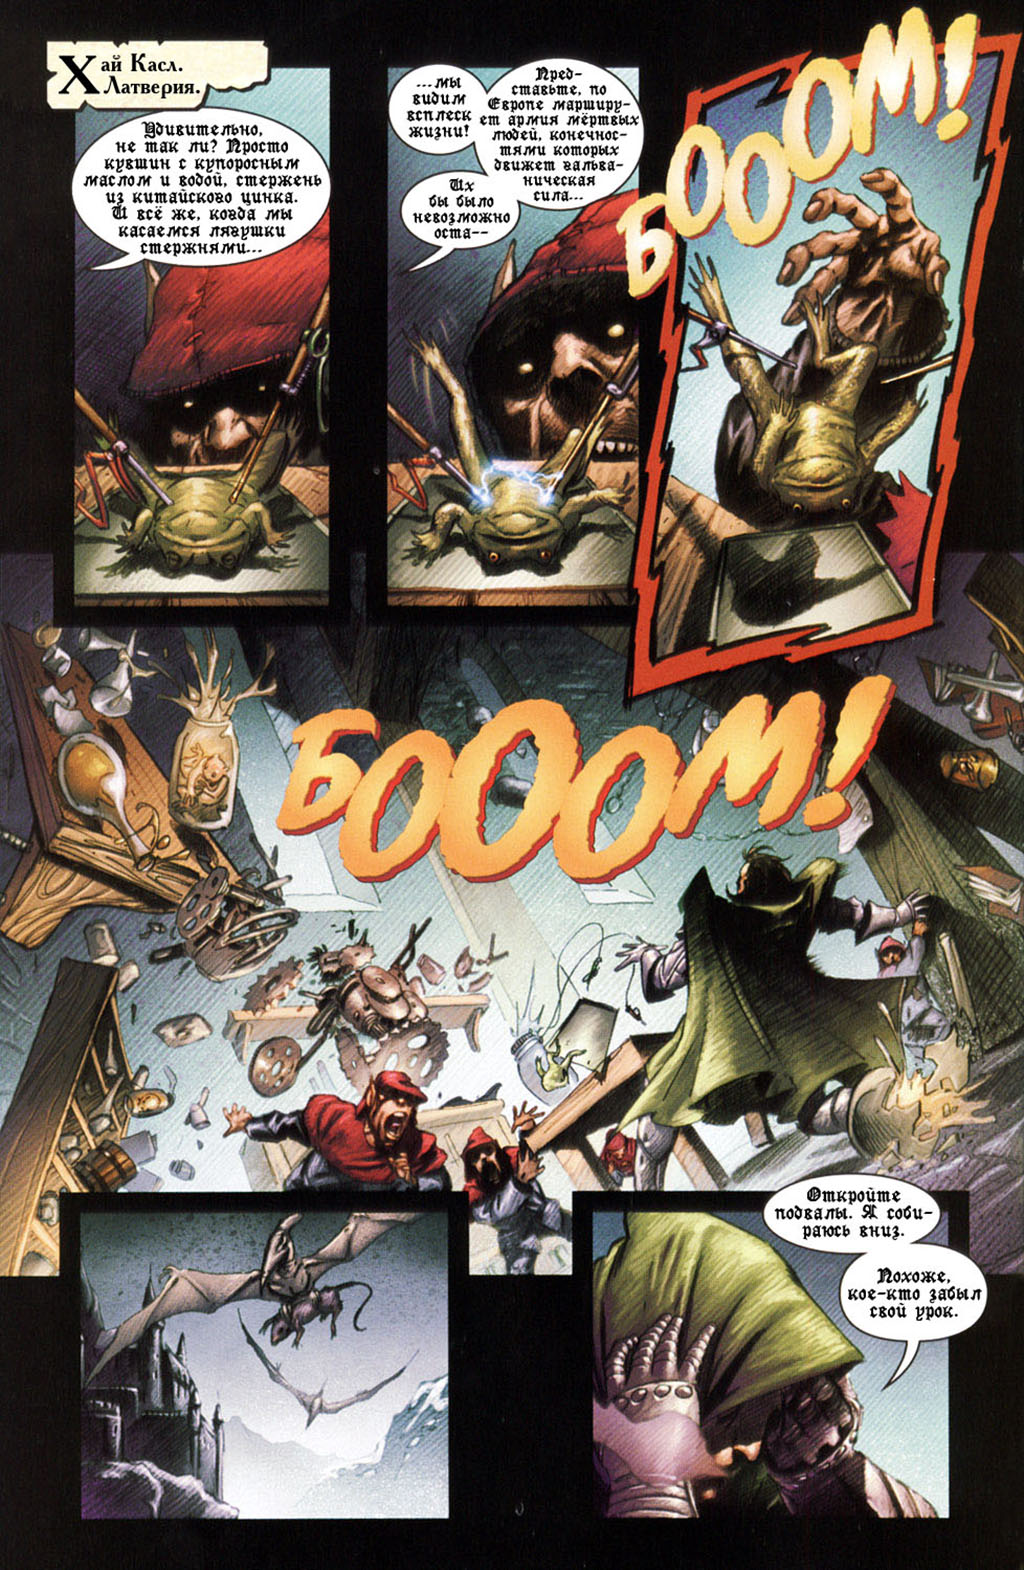 Хай Касл.
Латверия.
Удивительно,
не так ли? Просто
кувшин с купоросным
маслом и водой, стержень
из китайского цинка.
И всё же, когда мы
касаемся лягушки
стержнями...
...мы
видим
всплеск
жизни!
Пред-
ставьте, по
Европе марширу-
ет армия мёртвых
людей, конечнос-
тями которых
движет гальва-
ническая
сила...
Их
бы было
невозможно
оста--
БОООМ!
БОООМ!
Откройте
подвалы. Я соби-
раюсь вниз.
Похоже,
кое-кто забыл
свой урок.